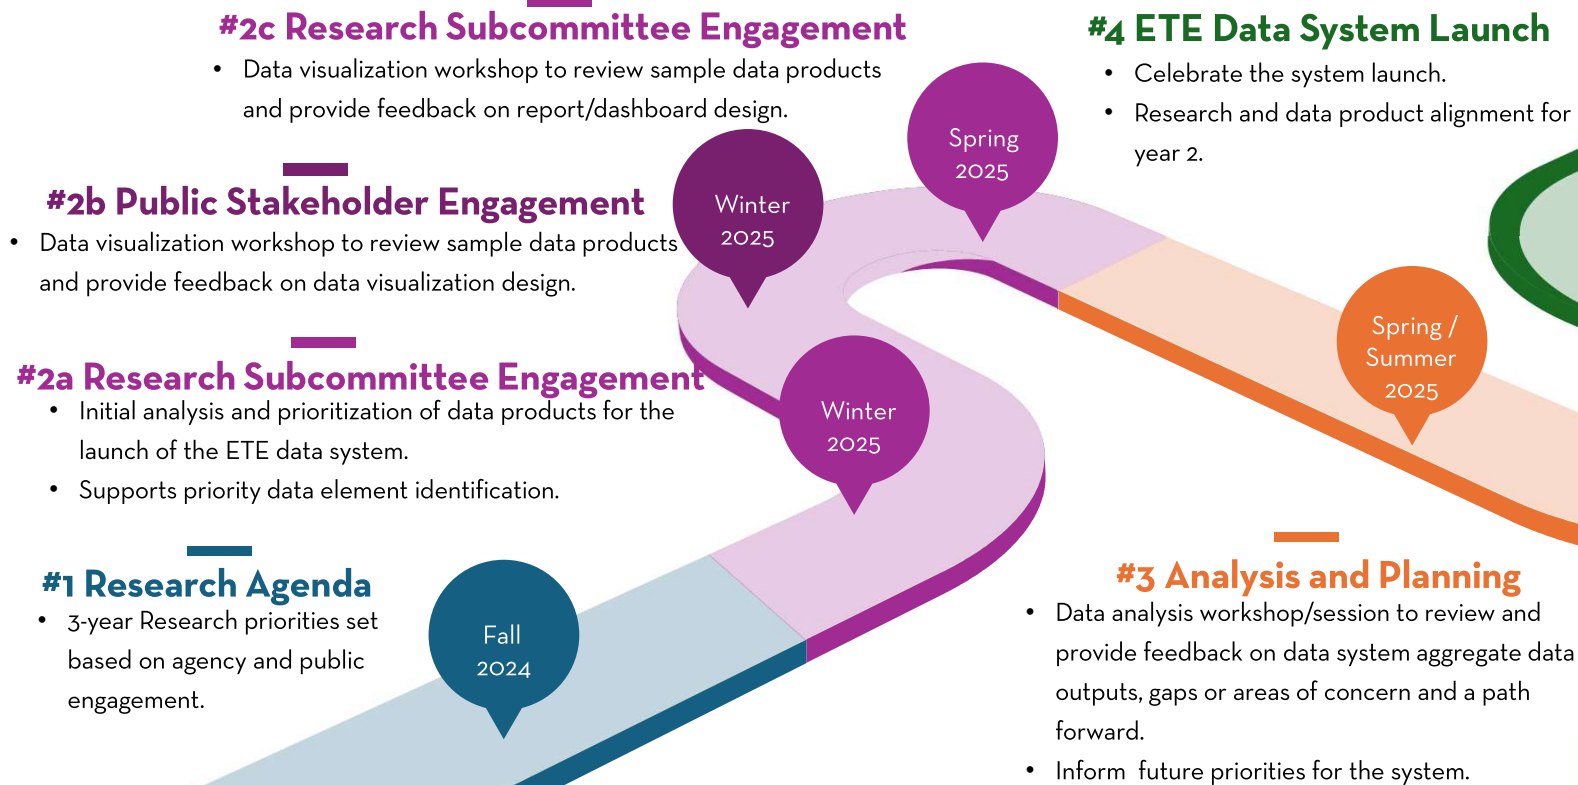 #2c Research Subcommittee Engagement
• Data visualization workshop to review sample data products
and provide feedback on report/dashboard design.
#4 ETE Data System Launch
• Celebrate the system launch.
• Research and data product alignment for
year 2.
Spring
2025
#2b Public Stakeholder Engagement
• Data visualization workshop to review sample data products
and provide feedback on data visualization design.
Winter
2025
#2a Research Subcommittee Engagement
• Initial analysis and prioritization of data products for the
launch of the ETE data system.
• Supports priority data element identification.
Winter
2025
Spring /
Summer
2025
#1 Research Agenda
• 3-year Research priorities set
based on agency and public
engagement.
Fall
2024
#3 Analysis and Planning
• Data analysis workshop/session to review and
provide feedback on data system aggregate data
outputs, gaps or areas of concern and a path
forward.
• Inform  future priorities for the system.